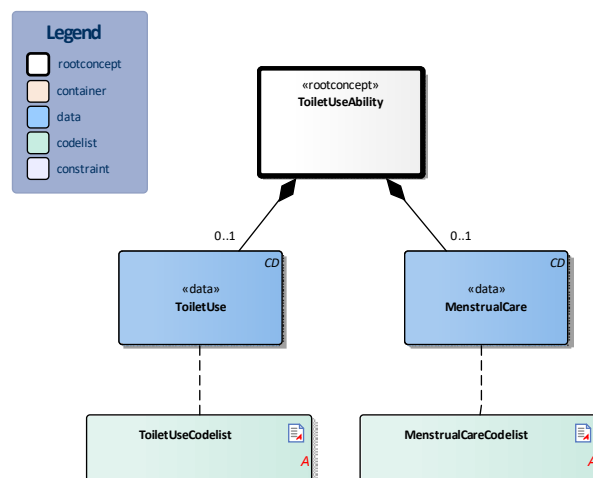 Legend
rootconcept
container
data
codelist
constraint
«rootconcept»
ToiletUseAbility
0..1
0..1
CD
«data»
ToiletUse
CD
«data»
MenstrualCare
ToiletUseCodelist
A
MenstrualCareCodelist
A